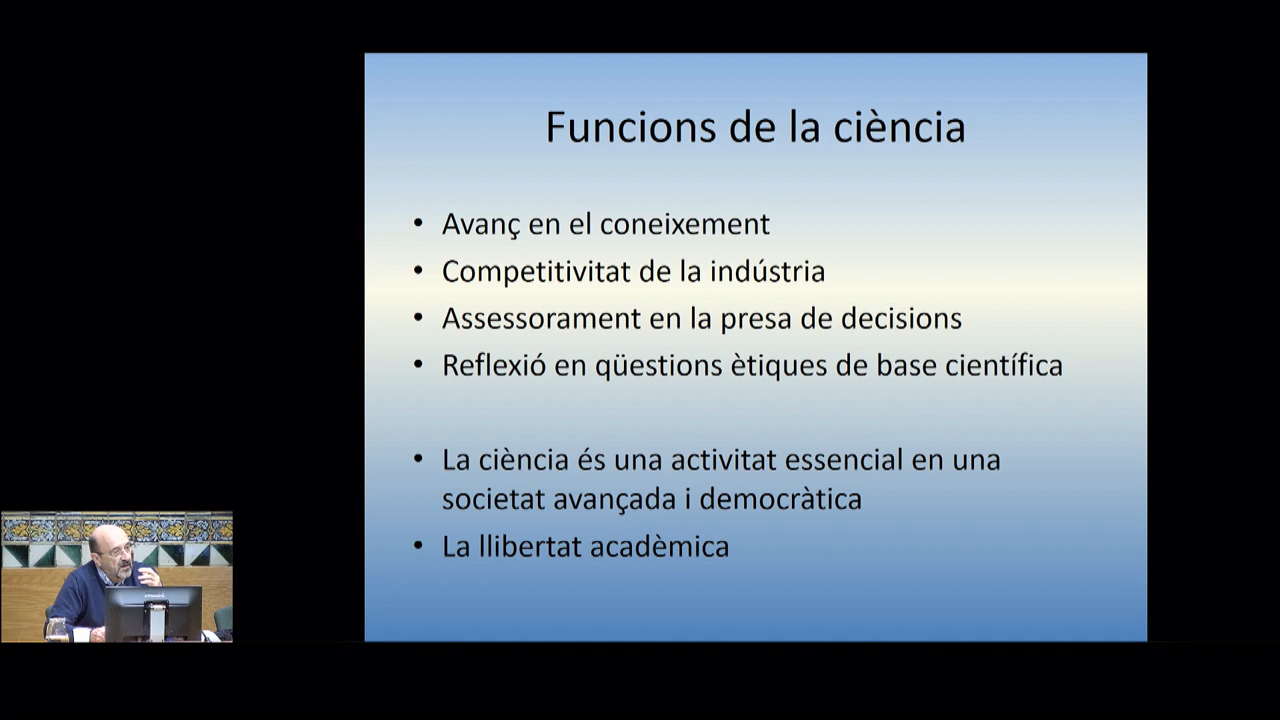 Funcions de la ciència
• Avanç en el coneixement
• Competitivitat de la indústria
• Assessorament en la presa de decisions
• Reflexió en qüestions ètiques de base científica
• La ciència és una activitat essencial en una
societat avançada i democràtica
• La llibertat acadèmica